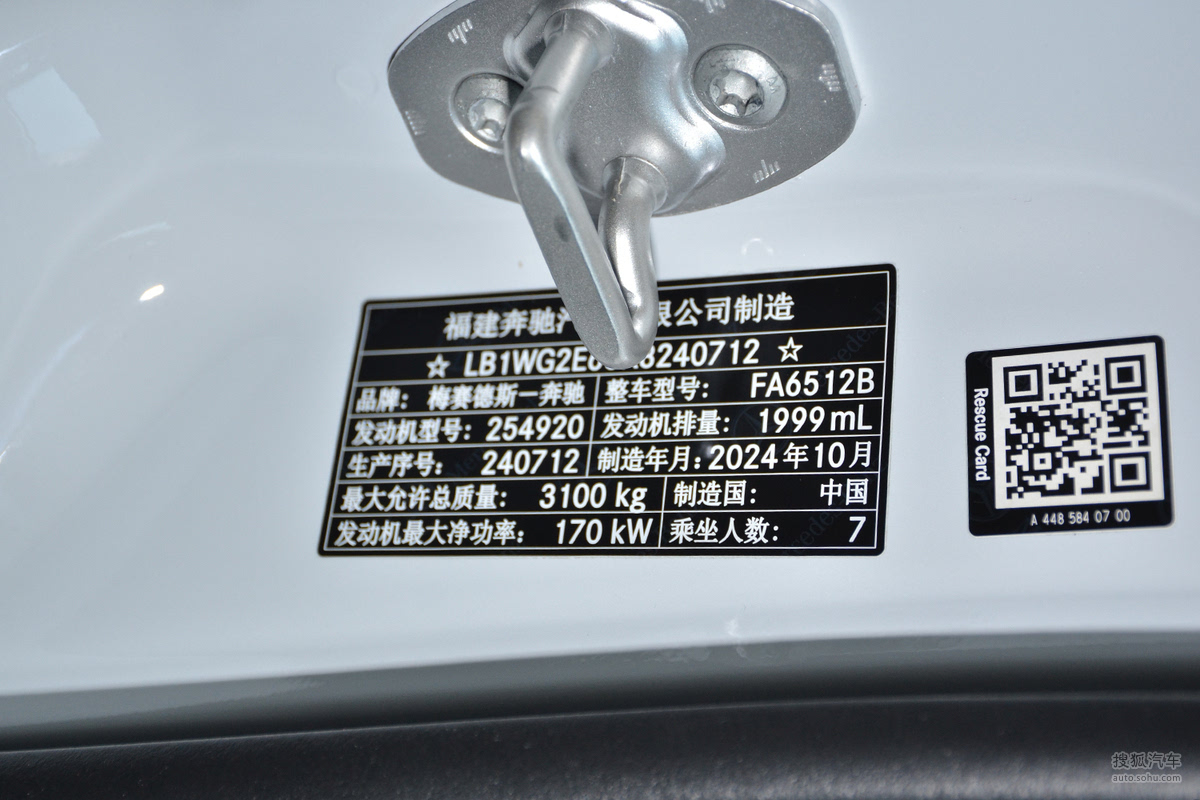 福建奔驰汽 限公司制造
☆ LB1WG2E6 8240712 ☆
品牌: 梅赛德斯－奔驰 整车型号: FA6512B
发动机型号: 254920 发动机排量: 1999mL
生产序号: 240712 制造年月: 2024年10月
最大允许总质量: 3100 kg 制造国: 中国
发动机最大净功率: 170 kW 乘坐人数: 7
Rescue Card
A 448 584 07 00
搜狐汽车
auto.sohu.com